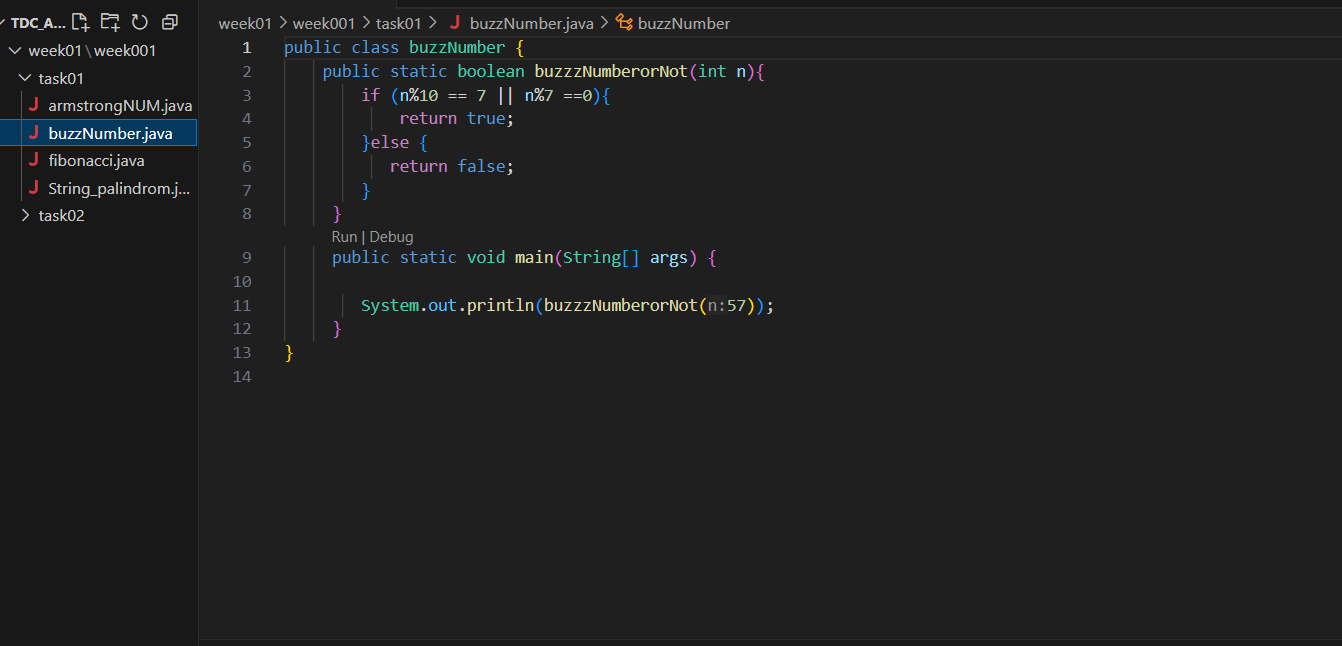 TDC_A...
week01\week001
task01
armstrongNUM.java
buzzNumber.java
fibonacci.java
String_palindrom.j...
task02
week01 > week001 > task01 > J buzzNumber.java > buzzNumber
1 public class buzzNumber {
2 public static boolean buzzzNumberorNot(int n){
3 if (n%10 == 7 || n%7 ==0){
4 return true;
5 }else {
6 return false;
7 }
8 }
Run | Debug
9 public static void main(String[] args) {
10
11 System.out.println(buzzzNumberorNot(n:57));
12 }
13 }
14